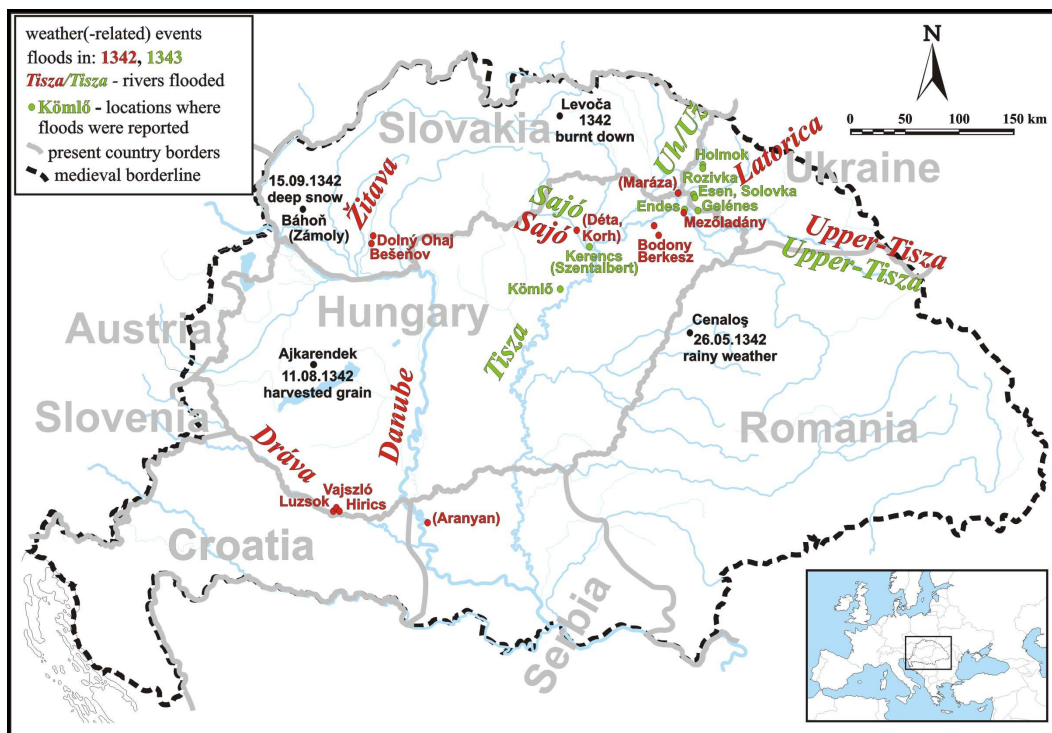 weather(-related) events
floods in: 1342, 1343
Tisza/Tisza - rivers flooded
Kömlő - locations where
floods were reported
present country borders
medieval borderline
N
0 50 100 150 km
Levoča
1342
burnt down
Slovakia
Uh/Už
Latorica
Ukraine
Holmok
Rozivka
Esen, Solovka
Gelénes
(Maráza)
Endes
Mezőladány
15.09.1342
deep snow
Báhoň
(Zámoly)
Žitava
Dolný Ohaj
Bešeňov
Sajó
Sajó
(Déta,
Korh)
Bodony
Berkesz
Kerencs
(Szentalbert)
Kömlő
Upper-Tisza
Upper-Tisza
Hungary
Austria
Tisza
Cenaloş
26.05.1342
rainy weather
Ajkarendek
11.08.1342
harvested grain
Danube
Slovenia
Romania
Dráva
Vajszló
Luzsok
Hirics
(Aranyan)
Croatia
Serbia